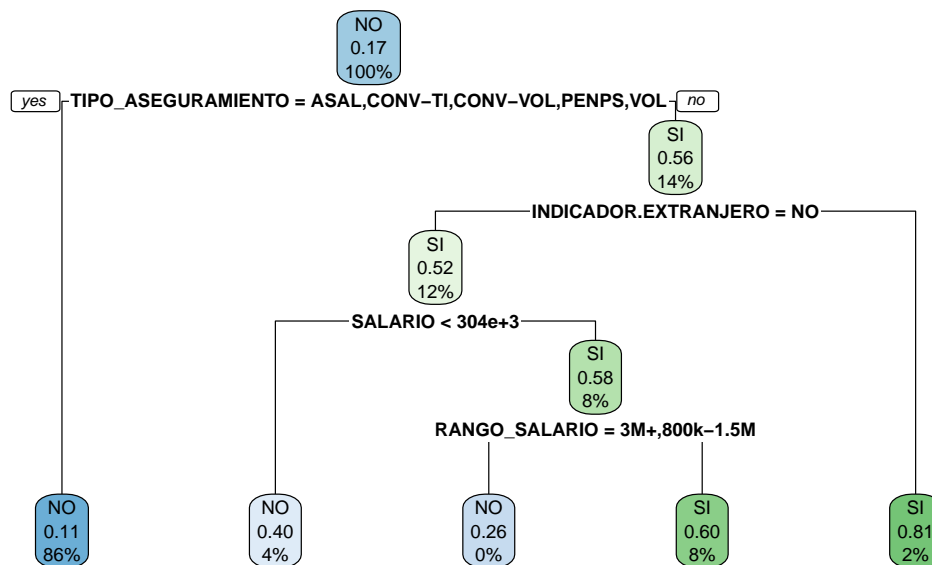 NO
0.17
100%
yes TIPO_ASEGURAMIENTO = ASAL,CONV−TI,CONV−VOL,PENPS,VOL no
SI
0.56
14%
INDICADOR.EXTRANJERO = NO
SI
0.52
12%
SALARIO < 304e+3
SI
0.58
8%
RANGO_SALARIO = 3M+,800k−1.5M
NO NO NO SI SI
0.11 0.40 0.26 0.60 0.81
86% 4% 0% 8% 2%